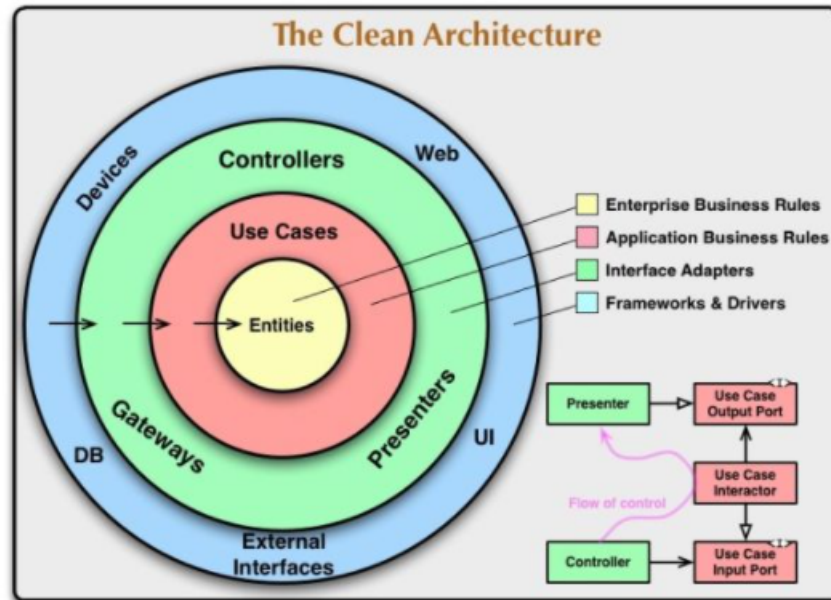 The Clean Architecture
Devices
Controllers
Web
Use Cases
Entities
Gateways
Presenters
DB
UI
External
Interfaces
Enterprise Business Rules
Application Business Rules
Interface Adapters
Frameworks & Drivers
Presenter
Use Case
Output Port
Flow of control
Use Case
Interactor
Controller
Use Case
Input Port